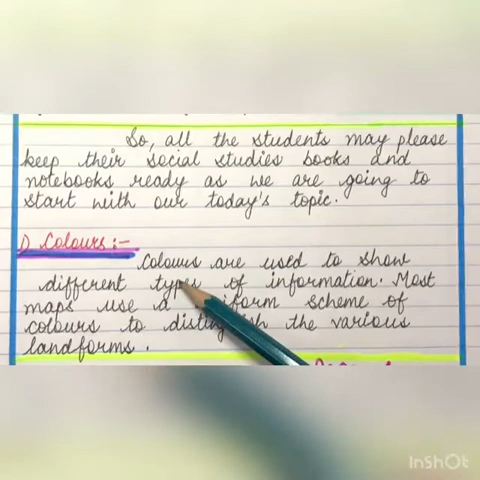 So, all the students may please
keep their social studies books and
notebooks ready as we are going to
start with our today's topic.
1) Colours :-
Colours are used to show
different types of information. Most
maps use a iform scheme of
colours to distinguish the various
landforms.
InShOt